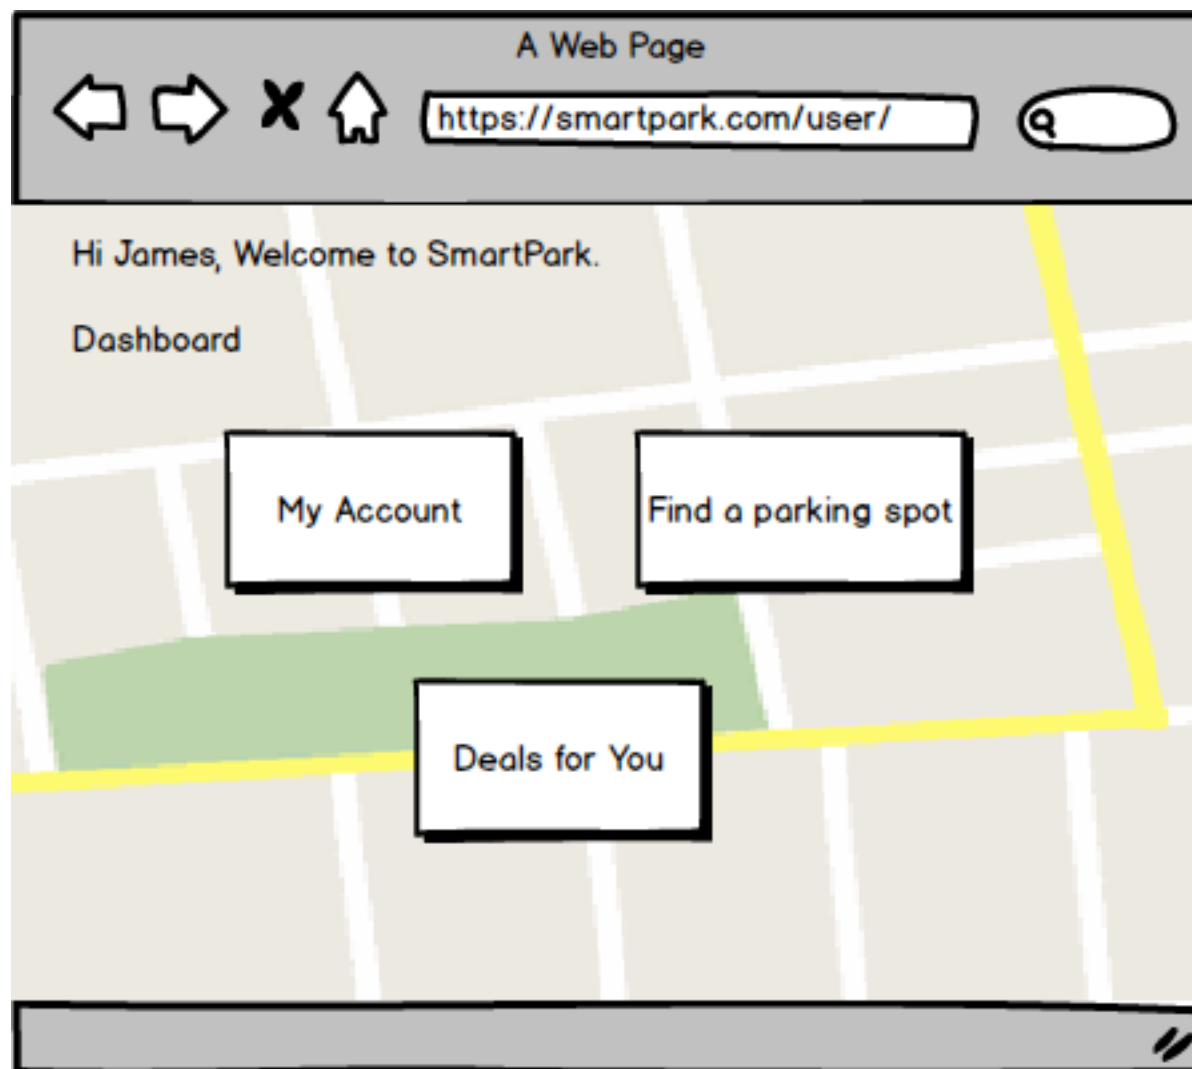 A Web Page
https://smartpark.com/user/
Hi James, Welcome to SmartPark.
Dashboard
My Account
Find a parking spot
Deals for You